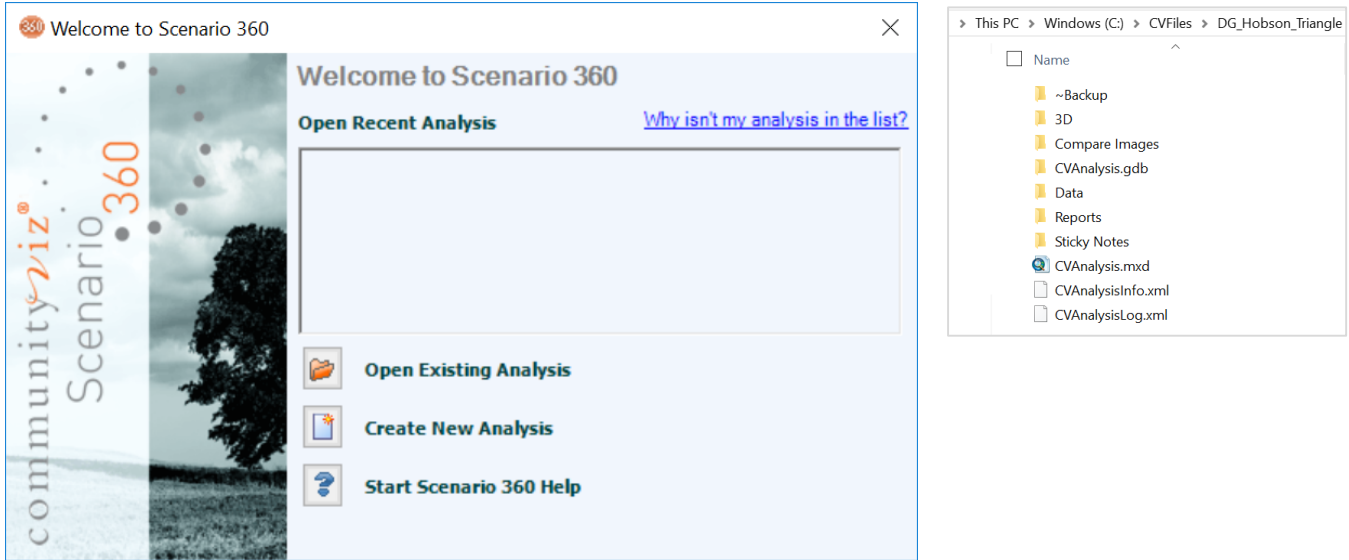 Welcome to Scenario 360
communityviz®
Scenario 360
Welcome to Scenario 360
Open Recent Analysis
Why isn't my analysis in the list?
Open Existing Analysis
Create New Analysis
? Start Scenario 360 Help
> This PC > Windows (C:) > CVFiles > DG_Hobson_Triangle
Name
~Backup
3D
Compare Images
CVAnalysis.gdb
Data
Reports
Sticky Notes
CVAnalysis.mxd
CVAnalysisInfo.xml
CVAnalysisLog.xml